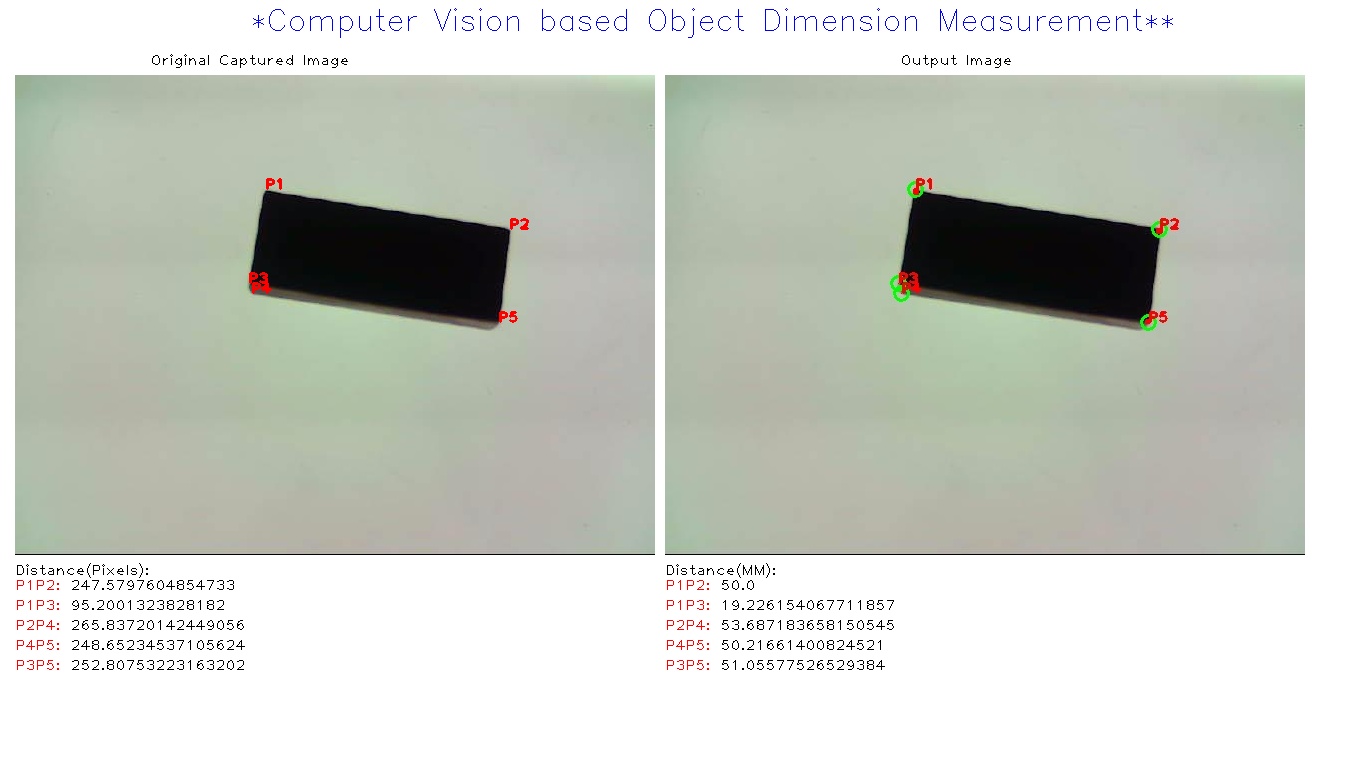 *Computer Vision based Object Dimension Measurement**
Original Captured Image
Output Image
P1
P2
P3
P4
P5
P1
P2
P3
P4
P5
Distance(Pixels):
P1P2: 247.5797604854733
P1P3: 95.2001323828182
P2P4: 265.83720142449056
P4P5: 248.65234537105624
P3P5: 252.80753223163202
Distance(MM):
P1P2: 50.0
P1P3: 19.226154067711857
P2P4: 53.687183658150545
P4P5: 50.21661400824521
P3P5: 51.05577526529384